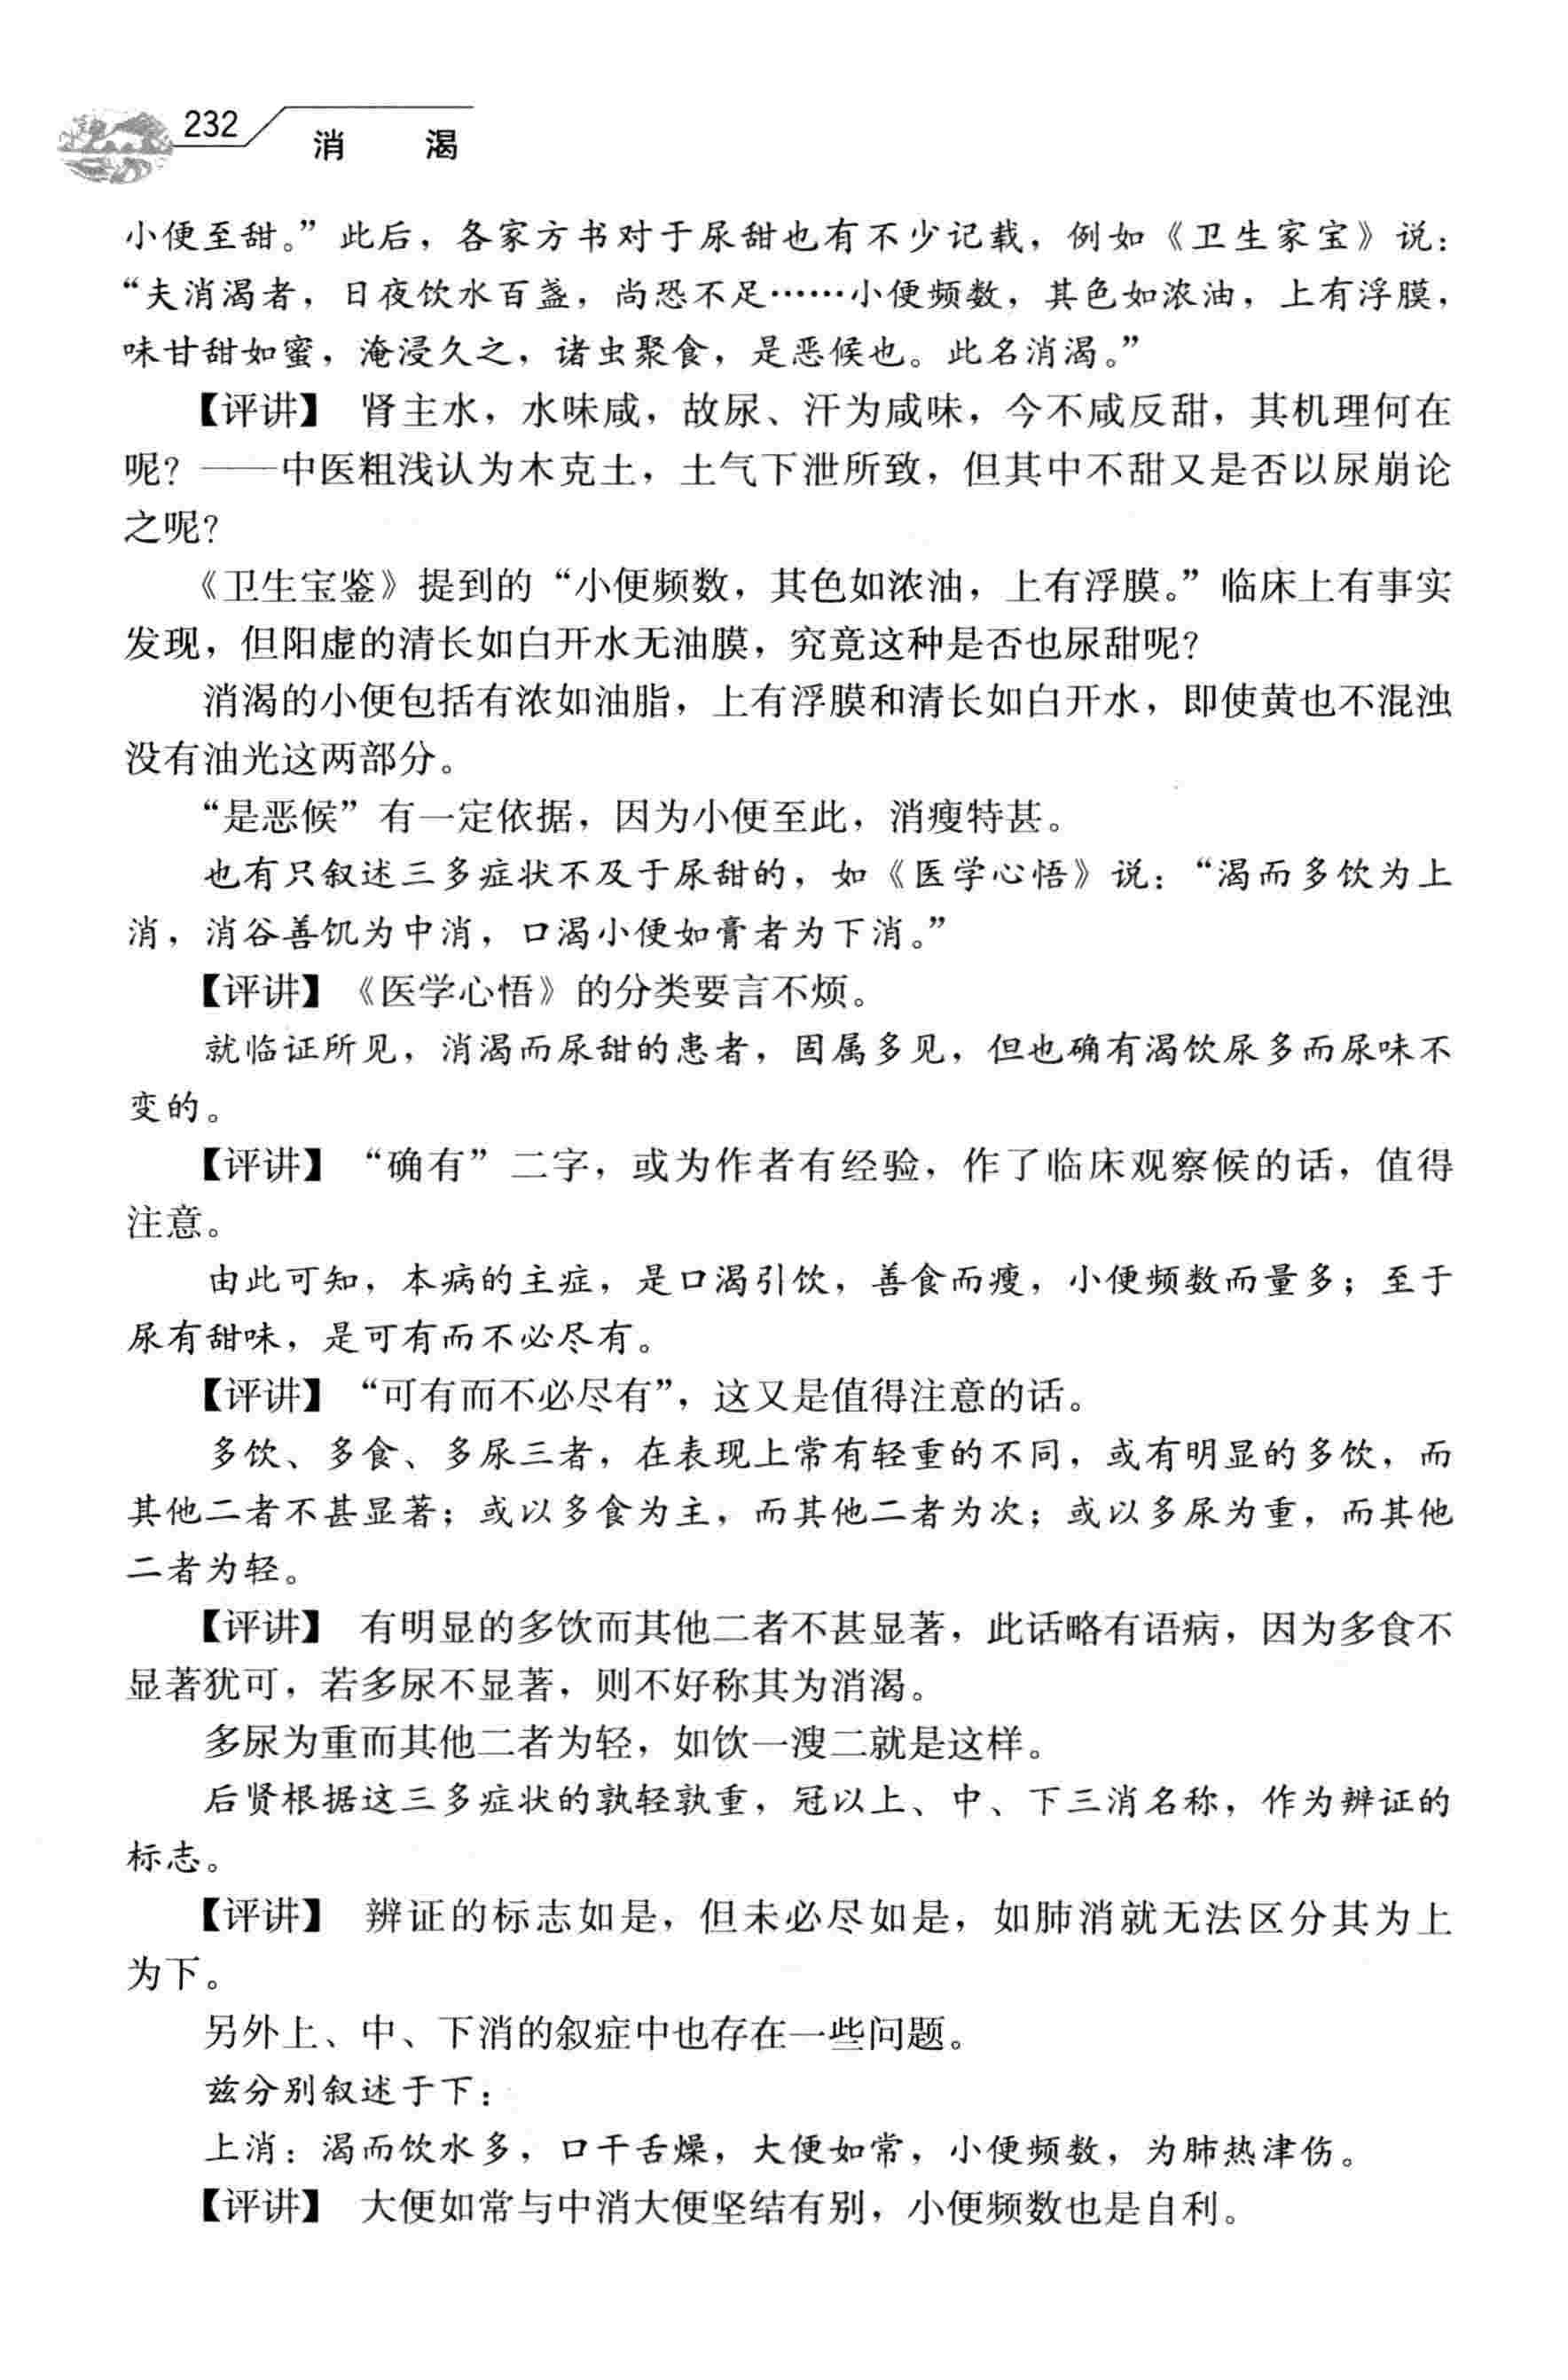 232
消 渴
小便至甜。”此后，各家方书对于尿甜也有不少记载，例如《卫生家宝》说：
“夫消渴者，日夜饮水百盏，尚恐不足……小便频数，其色如浓油，上有浮膜，
味甘甜如蜜，淹浸久之，诸虫聚食，是恶候也。此名消渴。”
【评讲】 肾主水，水味咸，故尿、汗为咸味，今不咸反甜，其机理何在
呢？——中医粗浅认为木克土，土气下泄所致，但其中不甜又是否以尿崩论
之呢？
《卫生宝鉴》提到的“小便频数，其色如浓油，上有浮膜。”临床上有事实
发现，但阳虚的清长如白开水无油膜，究竟这种是否也尿甜呢？
消渴的小便包括有浓如油脂，上有浮膜和清长如白开水，即使黄也不混浊
没有油光这两部分。
“是恶候”有一定依据，因为小便至此，消瘦特甚。
也有只叙述三多症状不及于尿甜的，如《医学心悟》说：“渴而多饮为上
消，消谷善饥为中消，口渴小便如膏者为下消。”
【评讲】《医学心悟》的分类要言不烦。
就临证所见，消渴而尿甜的患者，固属多见，但也确有渴饮尿多而尿味不
变的。
【评讲】 “确有”二字，或为作者有经验，作了临床观察候的话，值得
注意。
由此可知，本病的主症，是口渴引饮，善食而瘦，小便频数而量多；至于
尿有甜味，是可有而不必尽有。
【评讲】 “可有而不必尽有”，这又是值得注意的话。
多饮、多食、多尿三者，在表现上常有轻重的不同，或有明显的多饮，而
其他二者不甚显著；或以多食为主，而其他二者为次；或以多尿为重，而其他
二者为轻。
【评讲】 有明显的多饮而其他二者不甚显著，此话略有语病，因为多食不
显著犹可，若多尿不显著，则不好称其为消渴。
多尿为重而其他二者为轻，如饮一溲二就是这样。
后贤根据这三多症状的孰轻孰重，冠以上、中、下三消名称，作为辨证的
标志。
【评讲】 辨证的标志如是，但未必尽如是，如肺消就无法区分其为上
为下。
另外上、中、下消的叙症中也存在一些问题。
兹分别叙述于下：
上消：渴而饮水多，口干舌燥，大便如常，小便频数，为肺热津伤。
【评讲】 大便如常与中消大便坚结有别，小便频数也是自利。